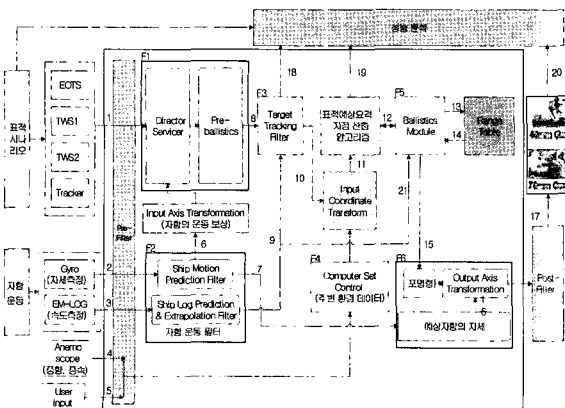 성능 분석
18
19
20
F1
EOTS
TWS1
TWS2
Tracker
표적
시나리오
1
Director
Servicer
Pre-
ballistics
8
F3
Target
Tracking
Filter
표적예상요격
지점 산출
알고리즘
12
F5
Ballistics
Module
13
14
Range
Table
10
11
Input
Coordinate
Transform
21
Input Axis Transformation
(자함의 운동 보상)
Pre-
Filter
9
15
17
6
F2
자함
운동
Gyro
(자세측정)
2
Ship Motion
Prediction Filter
7
F4
Computer Set
Control
(주변 환경 데이터)
F6
포명령
Output Axis
Transformation
Post-
Filter
EM-LOG
(속도측정)
3
Ship Log Prediction
& Extrapolation Filter
자함 운동 필터
예상자함의 자세
Anemo
scope
(풍향, 풍속)
4
User
input
5